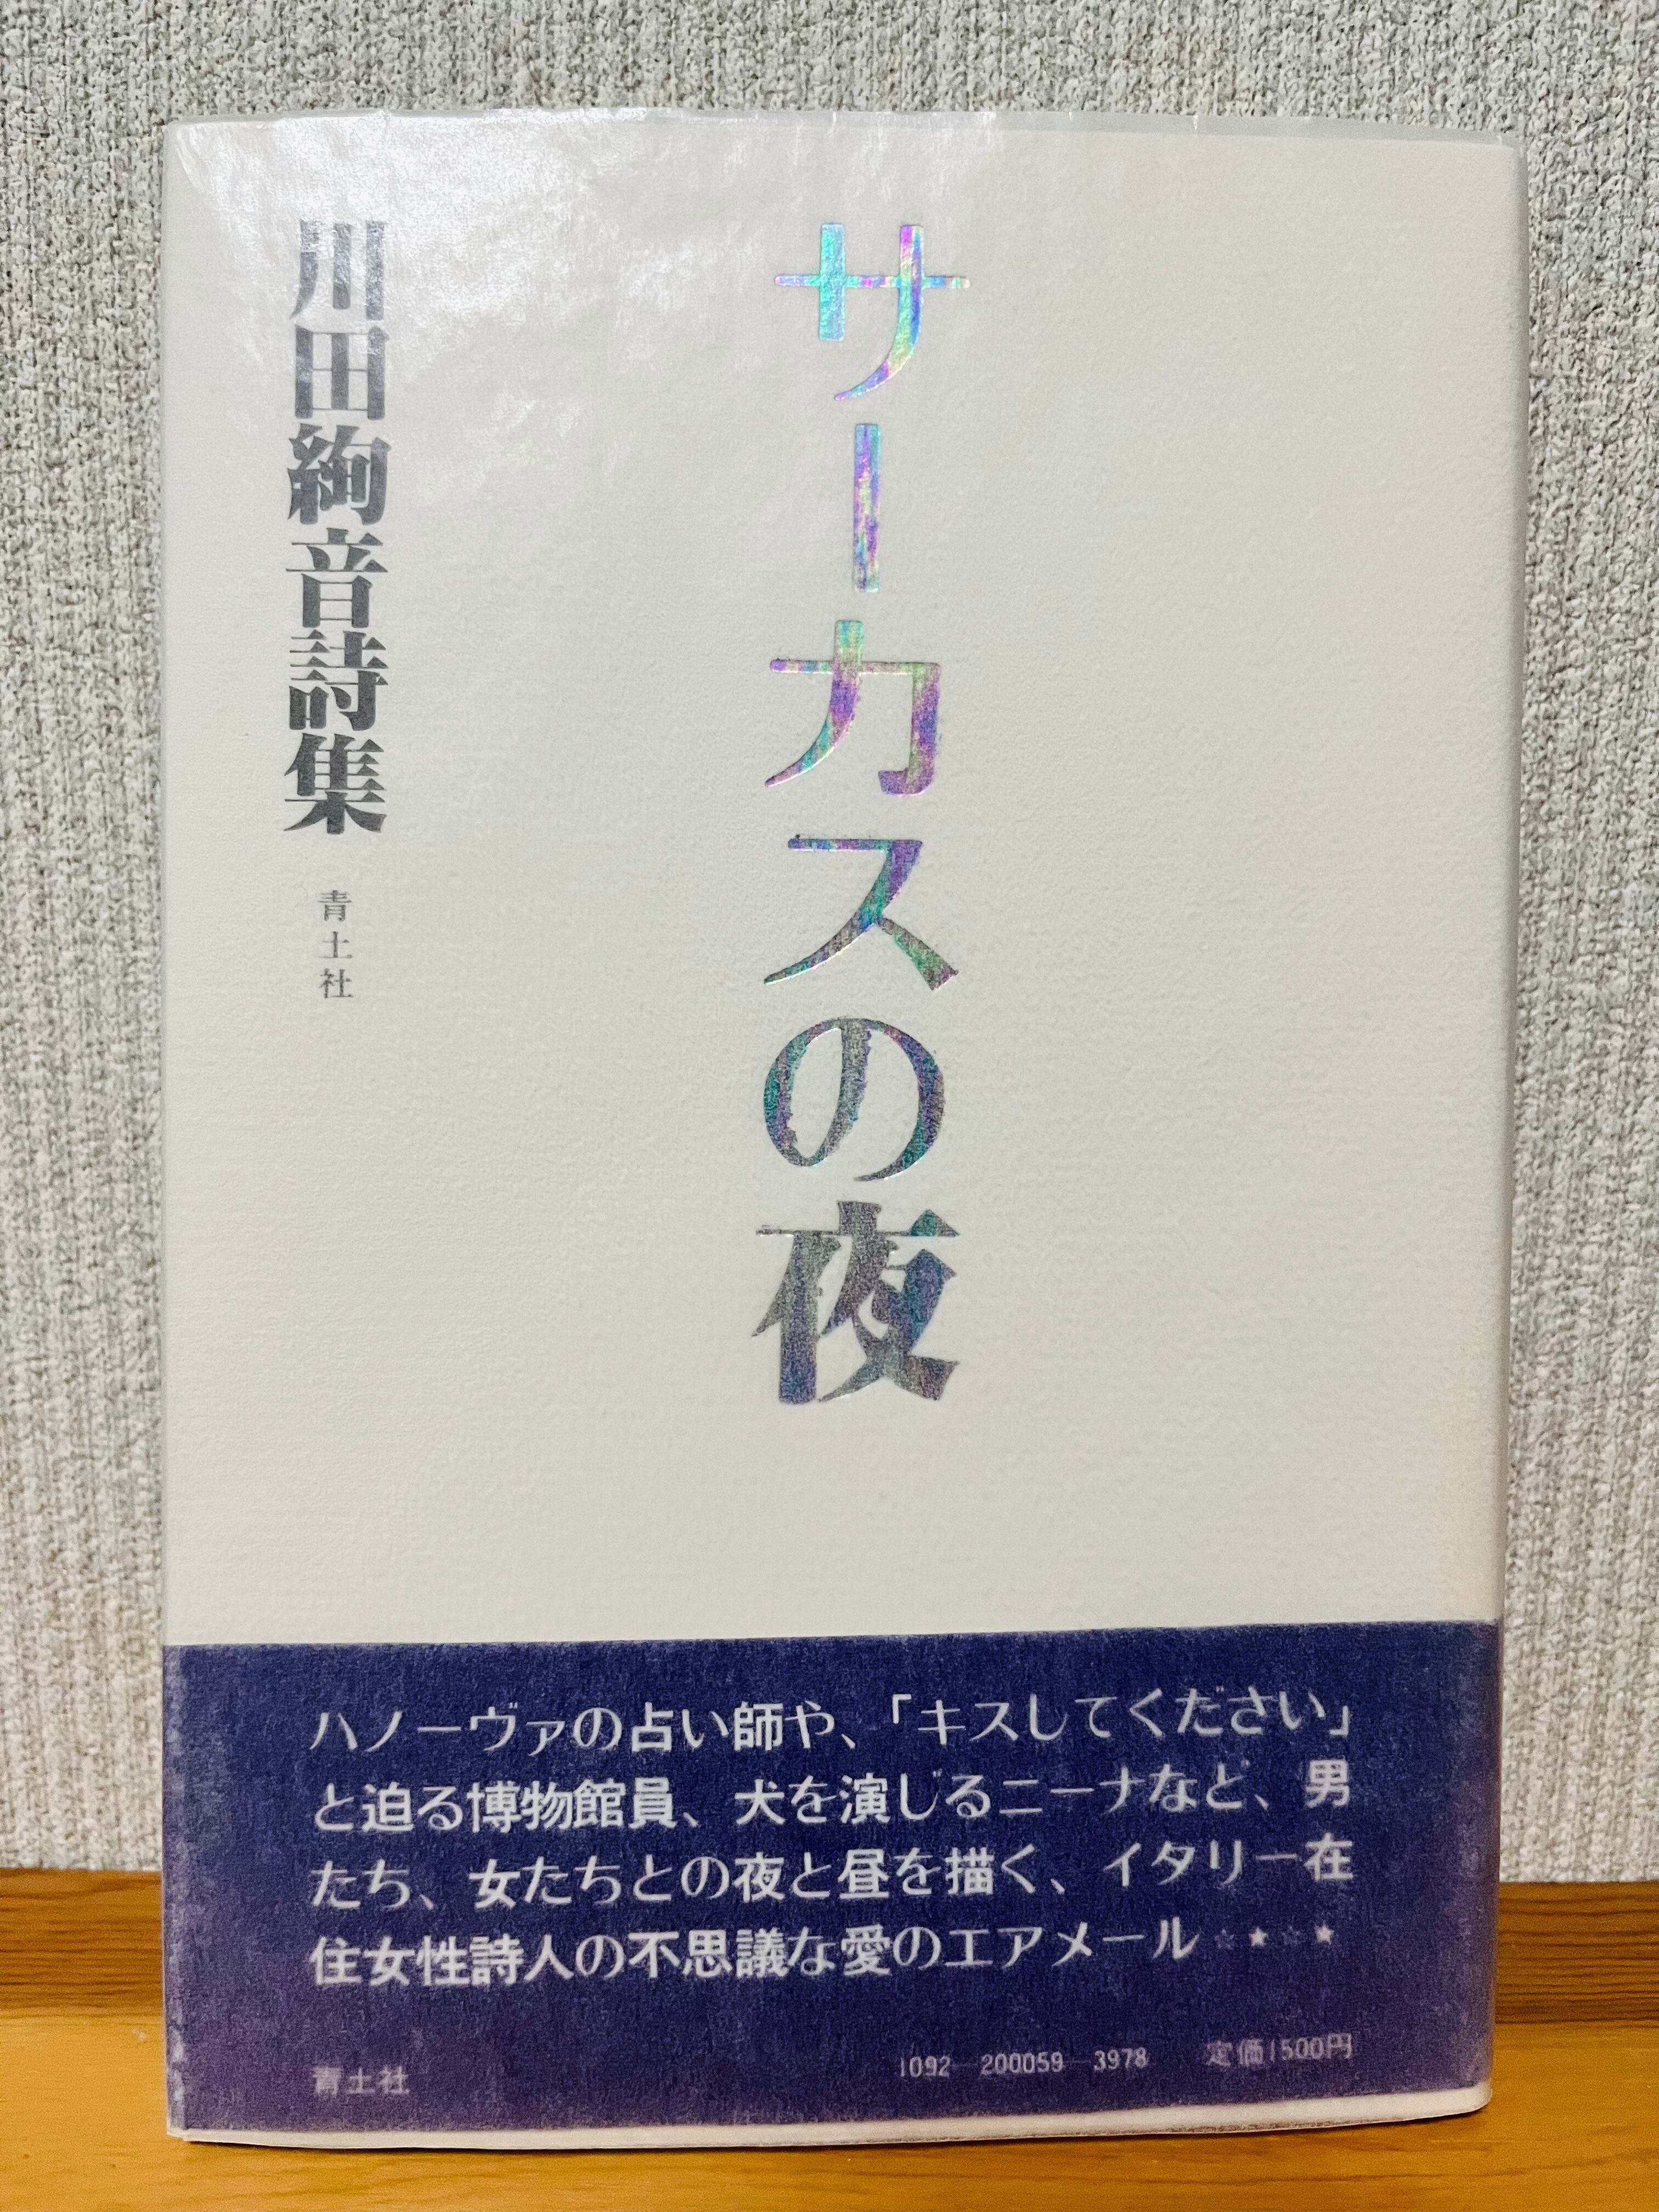 サーカスの夜
川田絢音詩集
青土社
ハノーヴァの占い師や、「キスしてください」
と迫る博物館員、犬を演じるニーナなど、男
たち、女たちとの夜と昼を描く、イタリー在
住女性詩人の不思議な愛のエアメール☆★☆★
青土社
1092-200059-3978 定価1500円